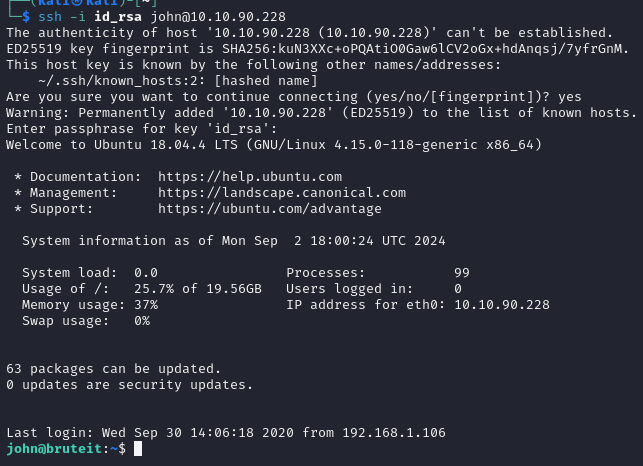 (kali㉿kali)-[~]
└─$ ssh -i id_rsa john@10.10.90.228
The authenticity of host '10.10.90.228 (10.10.90.228)' can't be established.
ED25519 key fingerprint is SHA256:kuN3XXc+oPQAtiO0Gaw6lCV2oGx+hdAnqsj/7yfrGnM.
This host key is known by the following other names/addresses:
    ~/.ssh/known_hosts:2: [hashed name]
Are you sure you want to continue connecting (yes/no/[fingerprint])? yes
Warning: Permanently added '10.10.90.228' (ED25519) to the list of known hosts.
Enter passphrase for key 'id_rsa':
Welcome to Ubuntu 18.04.4 LTS (GNU/Linux 4.15.0-118-generic x86_64)
* Documentation:  https://help.ubuntu.com
* Management:     https://landscape.canonical.com
* Support:        https://ubuntu.com/advantage
System information as of Mon Sep  2 18:00:24 UTC 2024
System load:  0.0                Processes:           99
Usage of /:   25.7% of 19.56GB   Users logged in:     0
Memory usage: 37%                IP address for eth0: 10.10.90.228
Swap usage:   0%
63 packages can be updated.
0 updates are security updates.
Last login: Wed Sep 30 14:06:18 2020 from 192.168.1.106
john@bruteit:~$